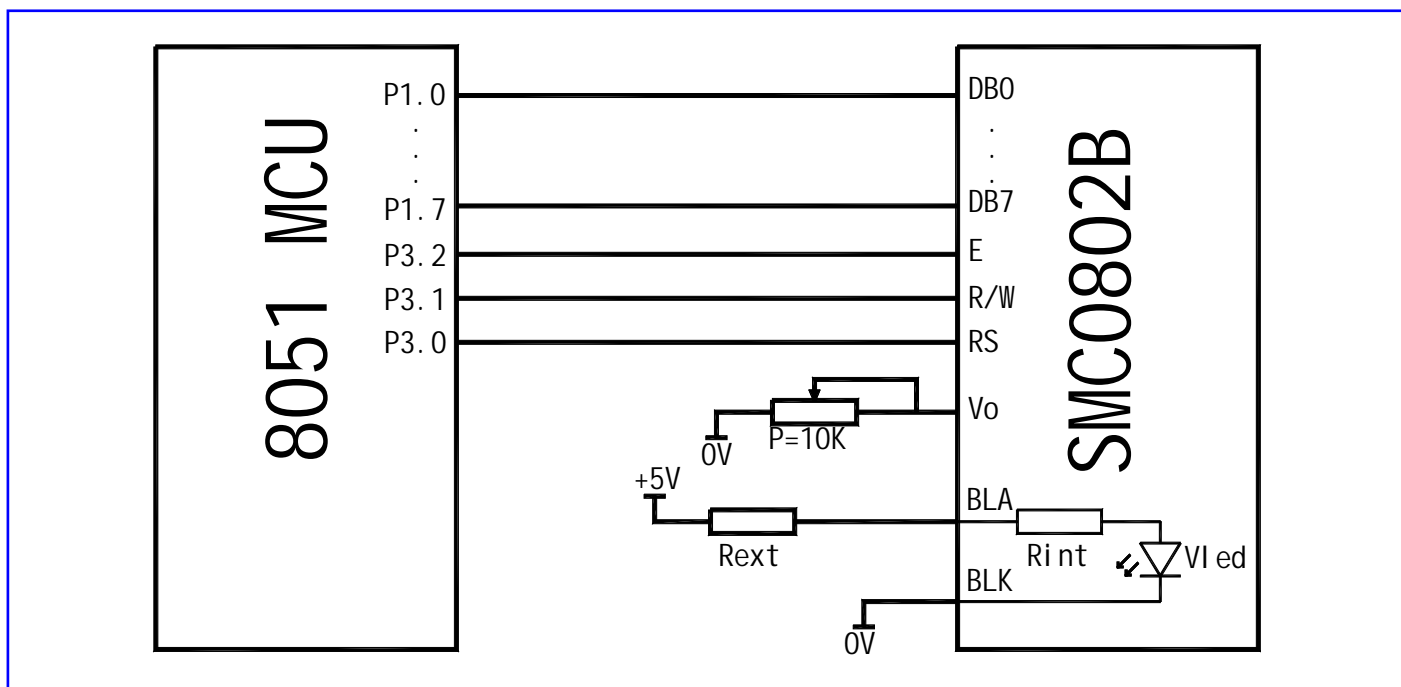 8051 MCU
P1.0
.
.
.
P1.7
P3.2
P3.1
P3.0
DB0
.
.
.
DB7
E
R/W
RS
Vo
BLA
BLK
SMC0802B
P=10K
0V
+5V
Rext
Rint
Vled
0V